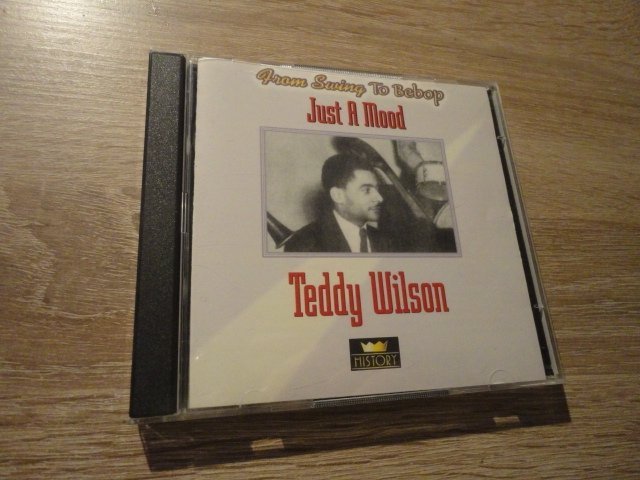 From Swing To Bebop
Just A Mood
Teddy Wilson
HISTORY